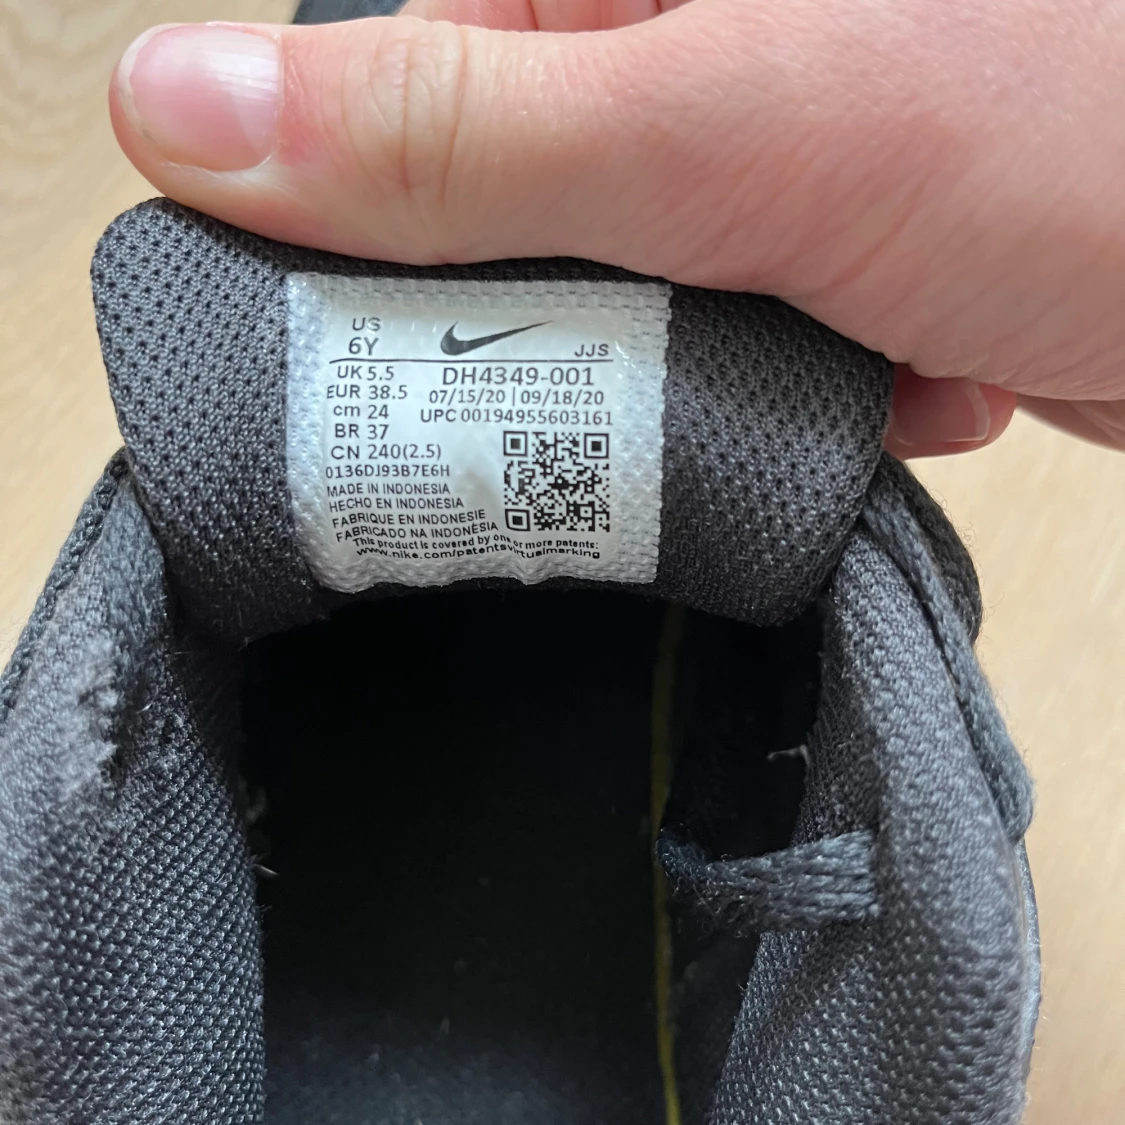 US
6Y
JJS
UK 5.5
EUR 38.5
cm 24
BR 37
CN 240(2.5)
DH4349-001
07/15/20 | 09/18/20
UPC 00194955603161
0136DJ93B7E6H
MADE IN INDONESIA
HECHO EN INDONESIA
FABRIQUE EN INDONESIE
FABRICADO NA INDONÉSIA
This product is covered by one or more patents:
www.nike.com/patentsvirtualmarking